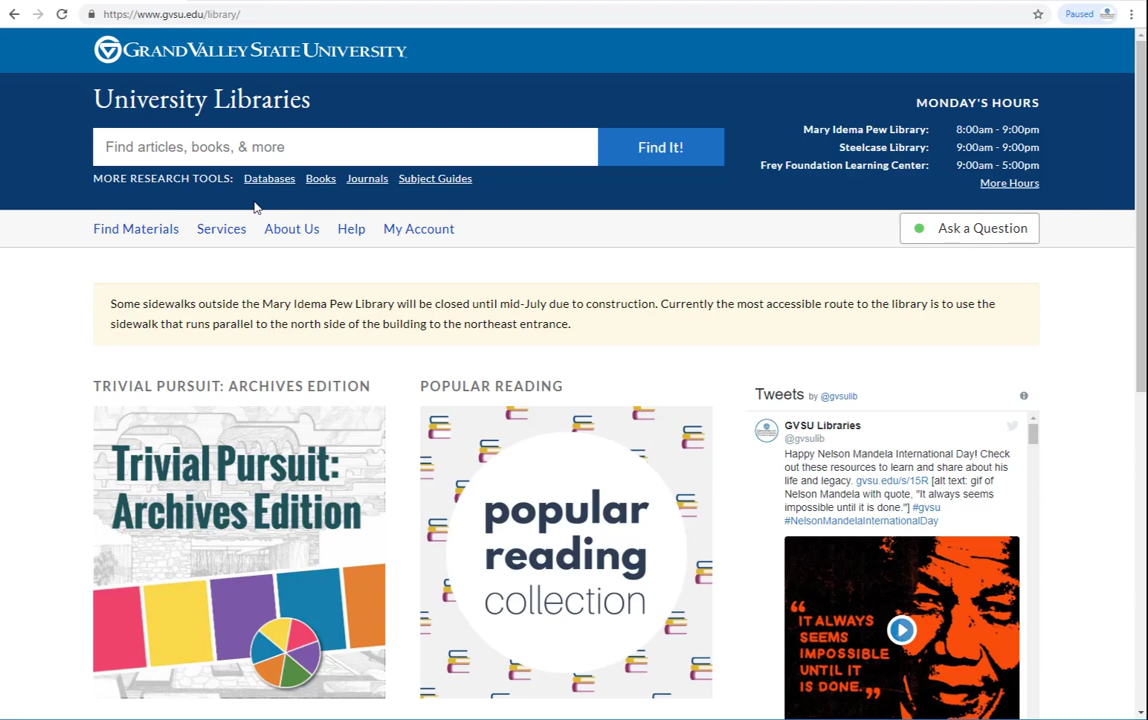 https://www.gvsu.edu/library/
Paused
GRAND VALLEY STATE UNIVERSITY
University Libraries
Find articles, books, & more
Find It!
MORE RESEARCH TOOLS: Databases Books Journals Subject Guides
MONDAY'S HOURS
Mary Idema Pew Library: 8:00am - 9:00pm
Steelcase Library: 9:00am - 9:00pm
Frey Foundation Learning Center: 9:00am - 5:00pm
More Hours
Find Materials Services About Us Help My Account
Ask a Question
Some sidewalks outside the Mary Idema Pew Library will be closed until mid-July due to construction. Currently the most accessible route to the library is to use the
sidewalk that runs parallel to the north side of the building to the northeast entrance.
TRIVIAL PURSUIT: ARCHIVES EDITION
Trivial Pursuit:
Archives Edition
POPULAR READING
popular
reading
collection
Tweets by @gvsulib
GVSU Libraries
@gvsulib
Happy Nelson Mandela International Day! Check
out these resources to learn and share about his
life and legacy. gvsu.edu/s/15R [alt text: gif of
Nelson Mandela with quote, "It always seems
impossible until it is done."] #gvsu
#NelsonMandelaInternationalDay
“IT ALWAYS
SEEMS
IMPOSSIBLE
UNTIL IT
IS DONE.”